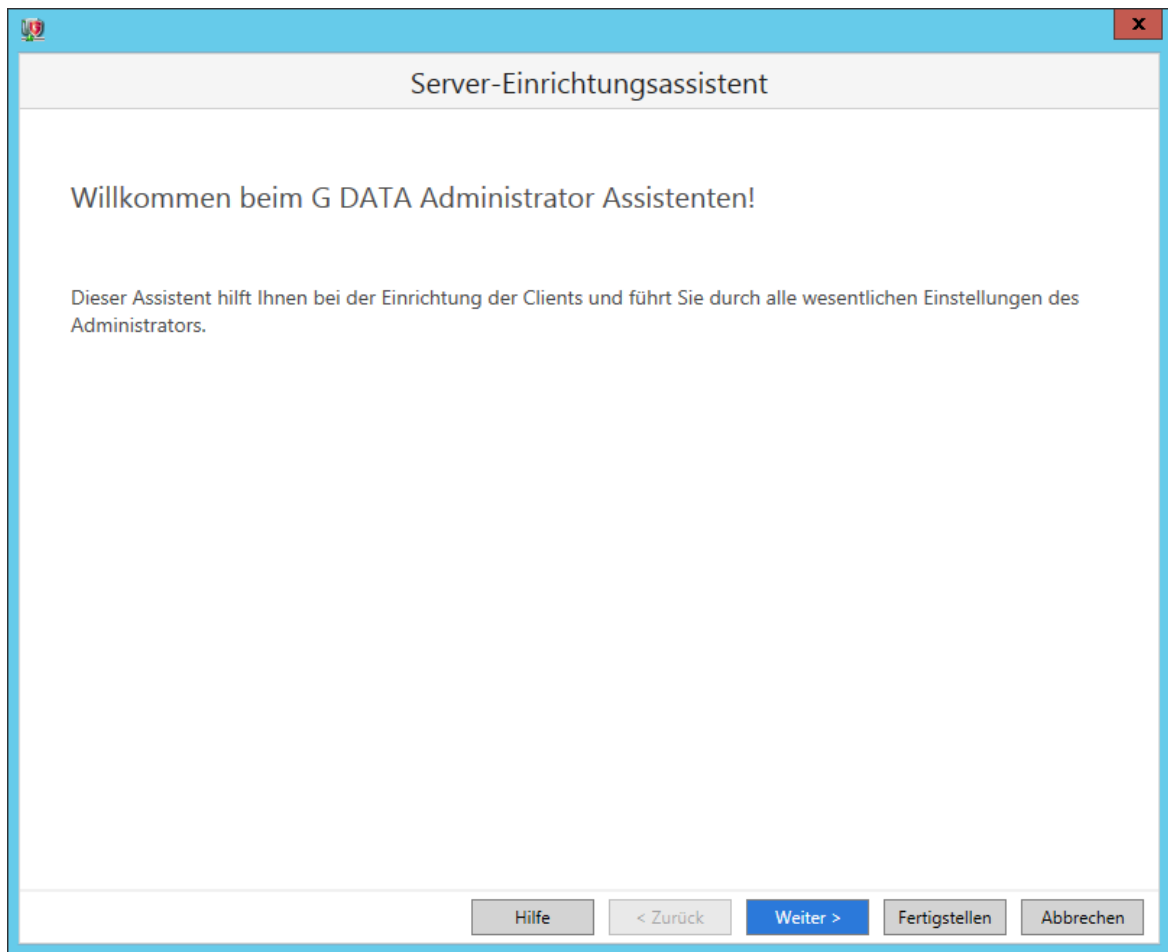 Server-Einrichtungsassistent
Willkommen beim G DATA Administrator Assistenten!
Dieser Assistent hilft Ihnen bei der Einrichtung der Clients und führt Sie durch alle wesentlichen Einstellungen des
Administrators.
Hilfe < Zurück Weiter > Fertigstellen Abbrechen